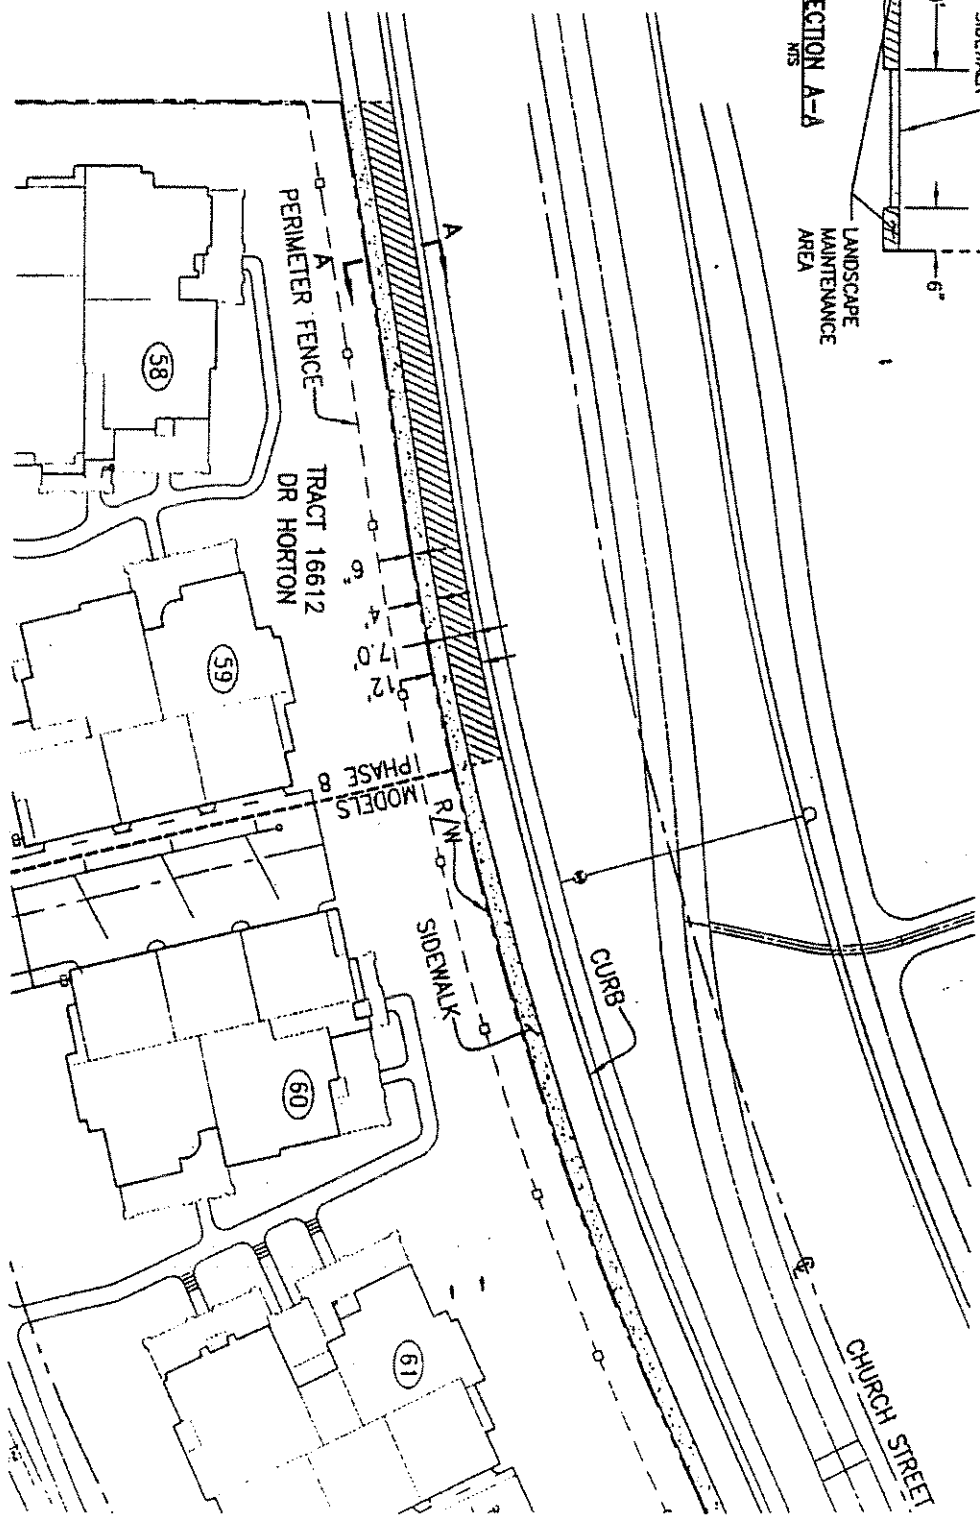 SECTION A-A
NTS
6"
LANDSCAPE
MAINTENANCE
AREA
A
A
PERIMETER FENCE
58
TRACT 16612
DR HORTON
6"
4'
7.0'
12'
59
PHASE 8
MODELS
R/W
SIDEWALK
CURB
60
61
CHURCH STREET